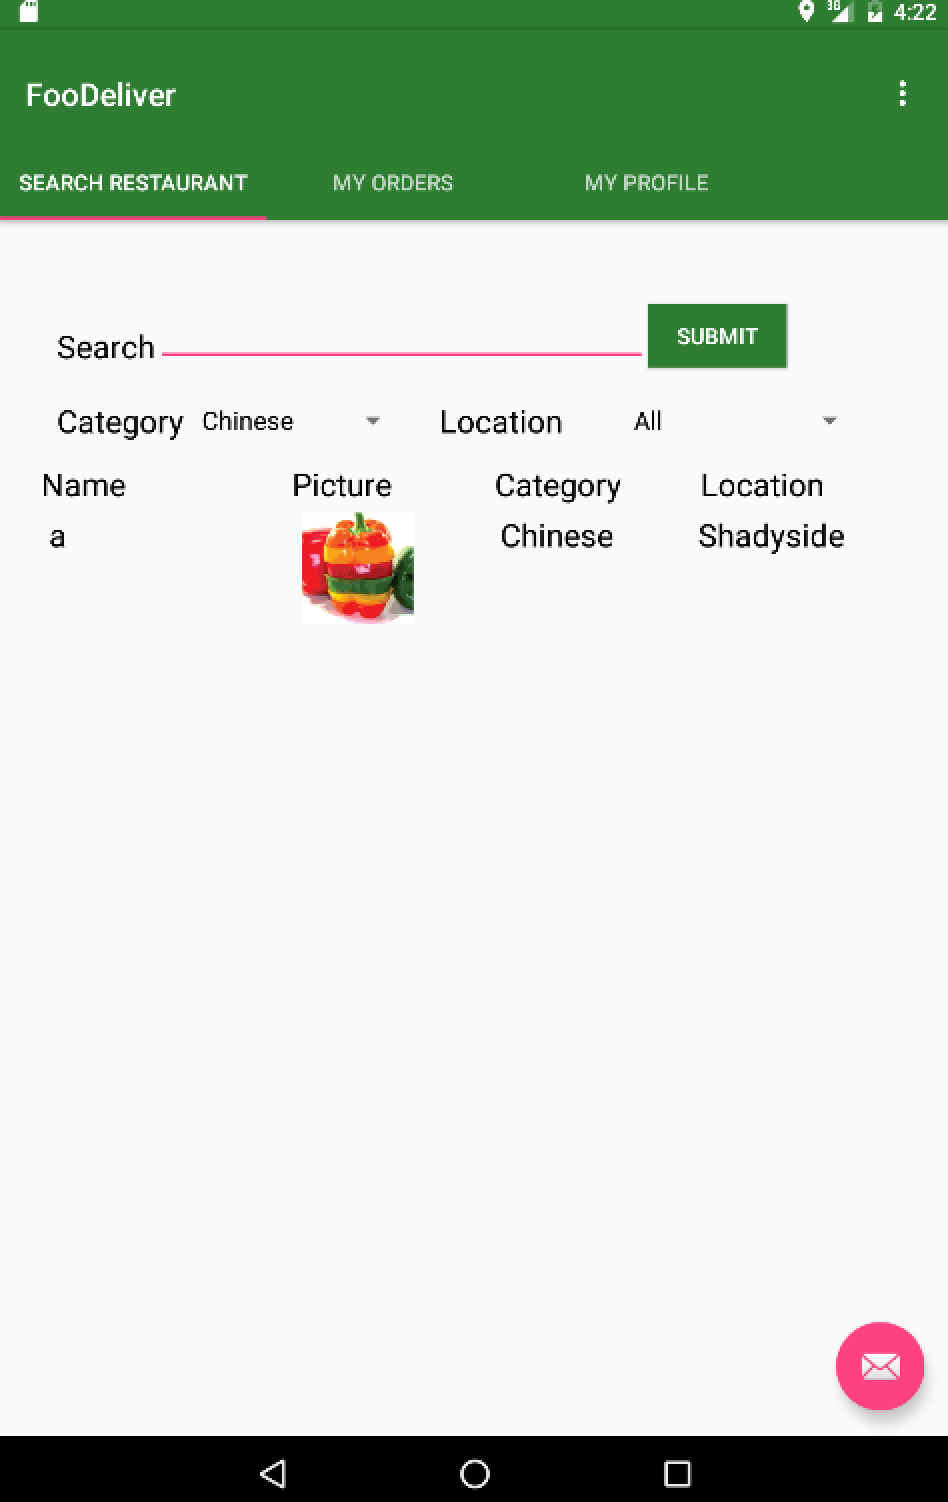 3G 4:22
FooDeliver
SEARCH RESTAURANT MY ORDERS MY PROFILE
Search SUBMIT
Category Chinese Location All
Name Picture Category Location
a Chinese Shadyside